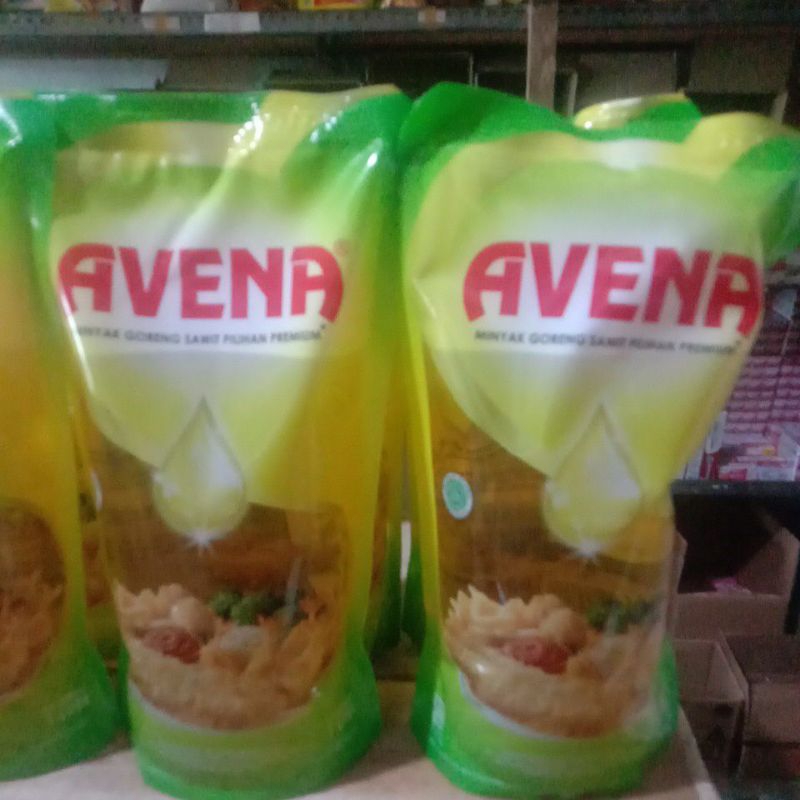 AVENA®
MINYAK GORENG SAWIT PILIHAN PREMIUM
AVENA
MINYAK GORENG SAWIT PILIHAN PREMIUM